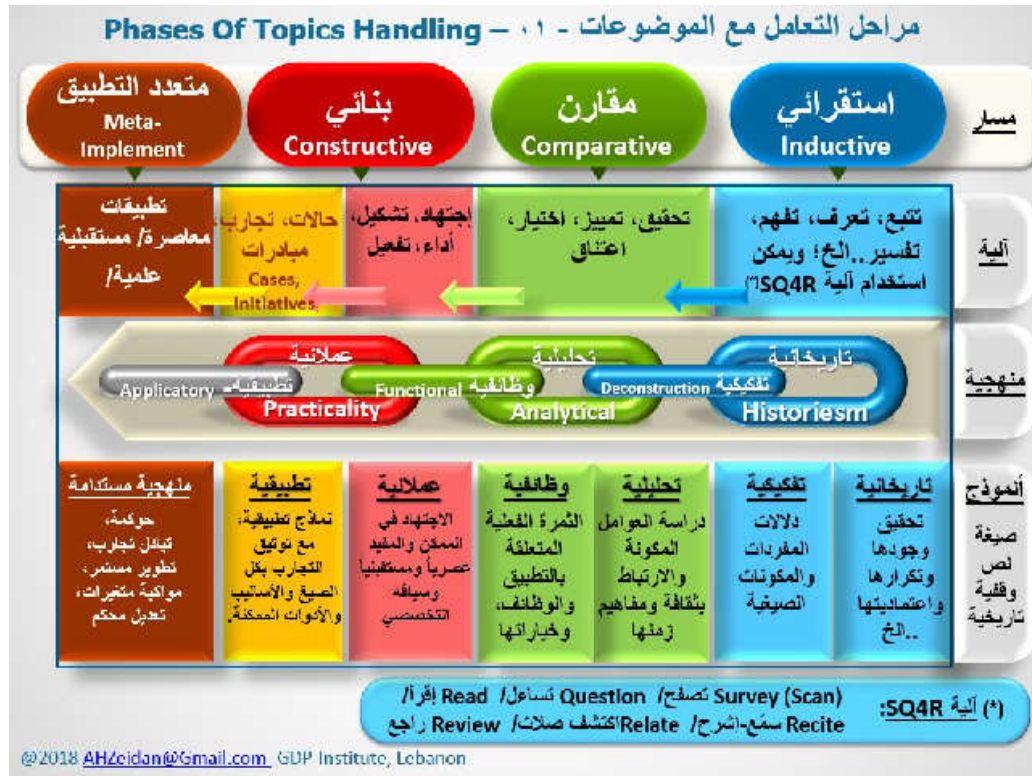 مراحل التعامل مع الموضوعات - ٠١ – Phases Of Topics Handling
مسار
استقرائي
Inductive
مقارن
Comparative
بنائي
Constructive
متعدد التطبيق
Meta-
Implement
آلية
تتبع، تعرف، تفهم،
تفسير..الخ؛ ويمكن
استخدام آلية SQ4R(*)
تحقيق، تمييز، اختيار،
اعتناق
إجتهاد، تشكيل،
أداء، تفعيل
حالات، تجارب،
مبادرات
Cases,
Initiatives,
تطبيقات
معاصرة/ مستقبلية
/علمية
منهجية
تاريخانية
Historiesm
تفكيكية Deconstruction
تحليلية
Analytical
وظائفية Functional
عملانية
Practicality
تطبيقية- Applicatory
أنموذج
صيغة
لص
وقفية
تاريخية
تاريخانية
تحقيق
وجودها
وتكرارها
واعتماديتها
..الخ
تفكيكية
دلالات
المفردات
والمكونات
الصيغية
تحليلية
دراسة العوامل
المكونة
والارتباط
بثقافة ومفاهيم
زمنها
وظائفية
الثمرة الفعلية
المتعلقة
بالتطبيق
والوظائف،
وخياراتها
عملانية
الاجتهاد في
الممكن والمفيد
عصرياً ومستقبليا
وسياقه
التخصصي
تطبيقية
نماذج تطبيقية،
مع توثيق
التجارب بكل
الصيغ والأساليب
والأدوات الممكنة.
منهجية مستدامة
حوكمة،
تبادل تجارب،
تطوير مستمر،
مواكبة متغيرات،
تعديل محكم
(*) آلية SQ4R:
Survey (Scan) تصفح/ Question تساءل/ Read إقرأ/
Recite سمّع-اشرح/ Relate اكتشف صلات/ Review راجع
@2018 AHZeidan@Gmail.com GDP Institute, Lebanon